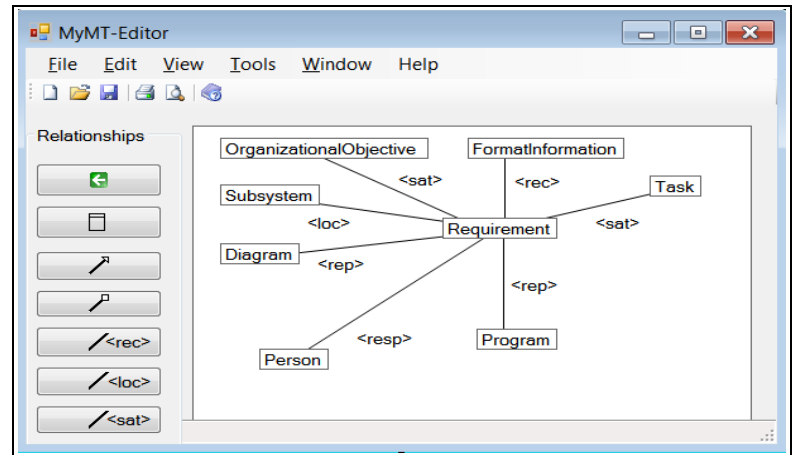 MyMT-Editor
File Edit View Tools Window Help
Relationships
OrganizationalObjective
FormatInformation
<sat>
<rec>
Task
Subsystem
<loc>
Requirement
<sat>
Diagram
<rep>
<rep>
<resp>
Program
Person
<rec>
<loc>
<sat>